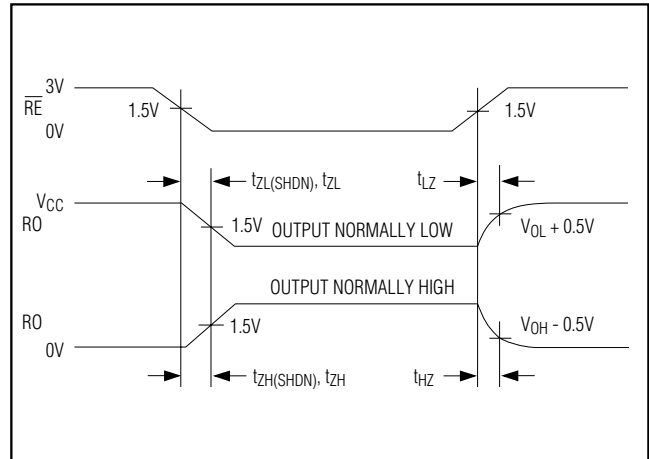 3V
R̅E̅
1.5V
1.5V
0V
tZL(SHDN), tZL
tLZ
VCC
RO
1.5V
OUTPUT NORMALLY LOW
VOL + 0.5V
OUTPUT NORMALLY HIGH
RO
1.5V
VOH - 0.5V
0V
tZH(SHDN), tZH
tHZ